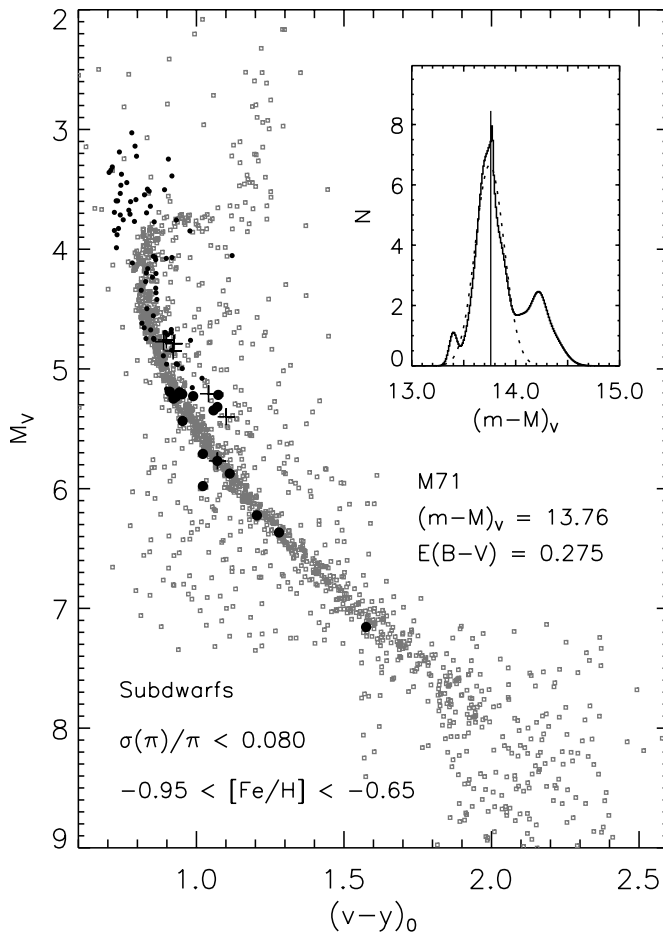 2
3
4
5
6
7
8
9
M_V
1.0
1.5
2.0
2.5
(v−y)_0
8
6
4
2
0
N
13.0
14.0
15.0
(m−M)_V
M71
(m−M)_V = 13.76
E(B−V) = 0.275
Subdwarfs
σ(π)/π < 0.080
−0.95 < [Fe/H] < −0.65